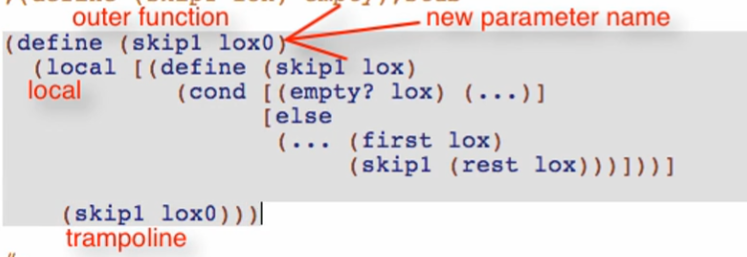 outer function new parameter name
(define (skip1 lox0)
(local [(define (skip1 lox)
local (cond [(empty? lox) (...)]
[else
(... (first lox)
(skip1 (rest lox)))]))]
(skip1 lox0)))
trampoline